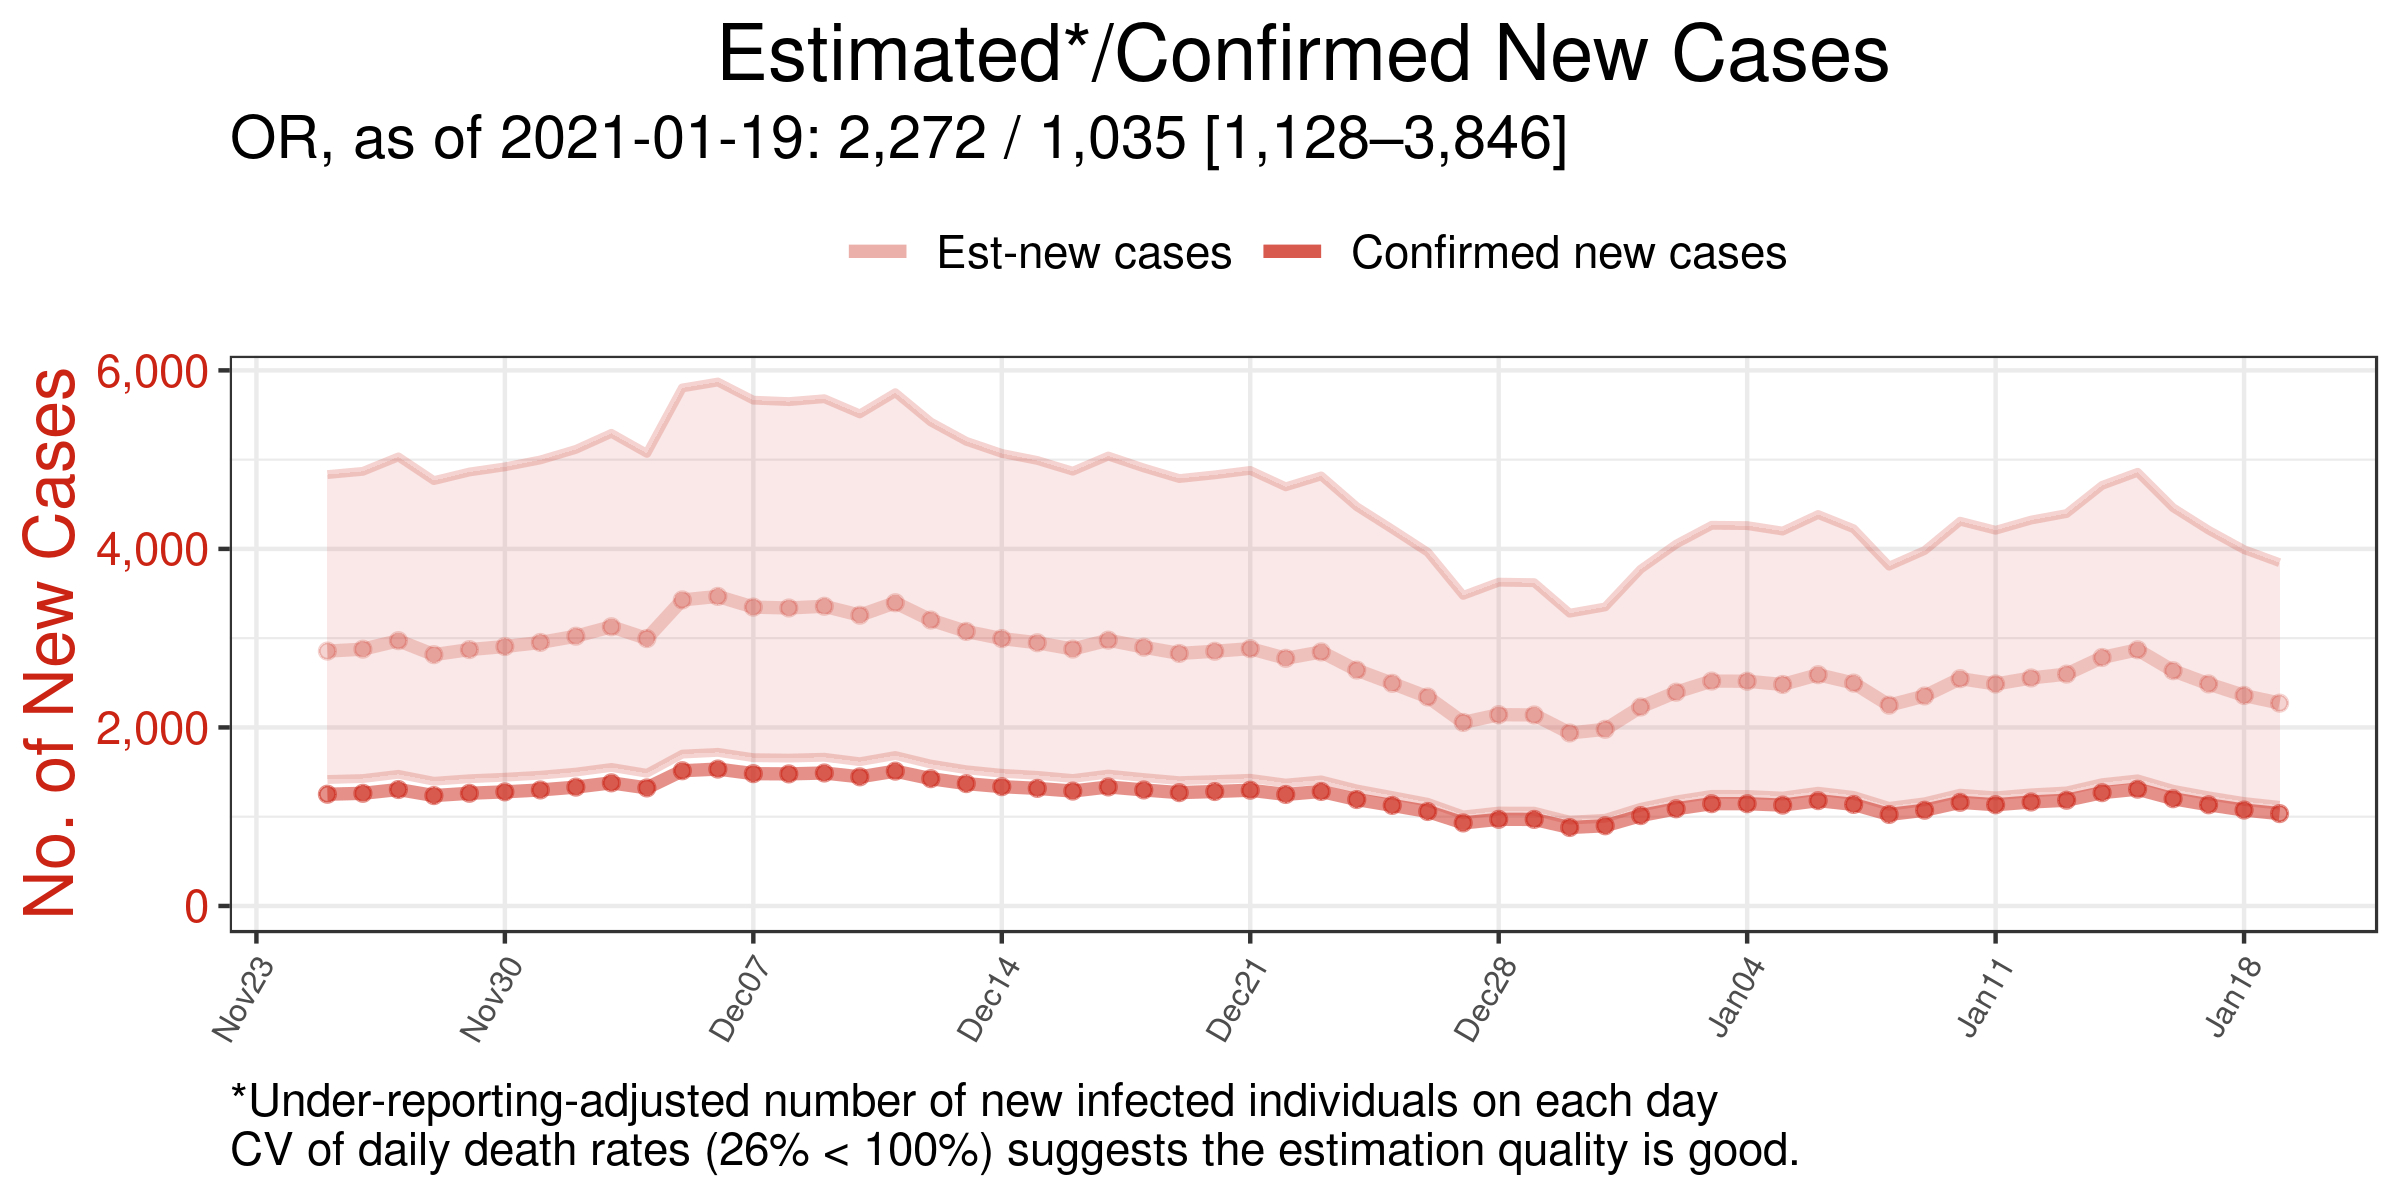 Estimated*/Confirmed New Cases
OR, as of 2021-01-19: 2,272 / 1,035 [1,128–3,846]
Est-new cases
Confirmed new cases
No. of New Cases
6,000
4,000
2,000
0
Nov23
Nov30
Dec07
Dec14
Dec21
Dec28
Jan04
Jan11
Jan18
*Under-reporting-adjusted number of new infected individuals on each day
CV of daily death rates (26% < 100%) suggests the estimation quality is good.